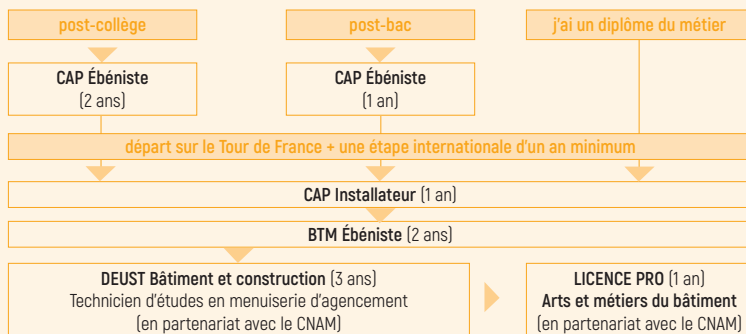 post-collège
post-bac
j'ai un diplôme du métier
CAP Ébéniste
(2 ans)
CAP Ébéniste
(1 an)
départ sur le Tour de France + une étape internationale d'un an minimum
CAP Installateur (1 an)
BTM Ébéniste (2 ans)
DEUST Bâtiment et construction (3 ans)
Technicien d'études en menuiserie d'agencement
(en partenariat avec le CNAM)
LICENCE PRO (1 an)
Arts et métiers du bâtiment
(en partenariat avec le CNAM)